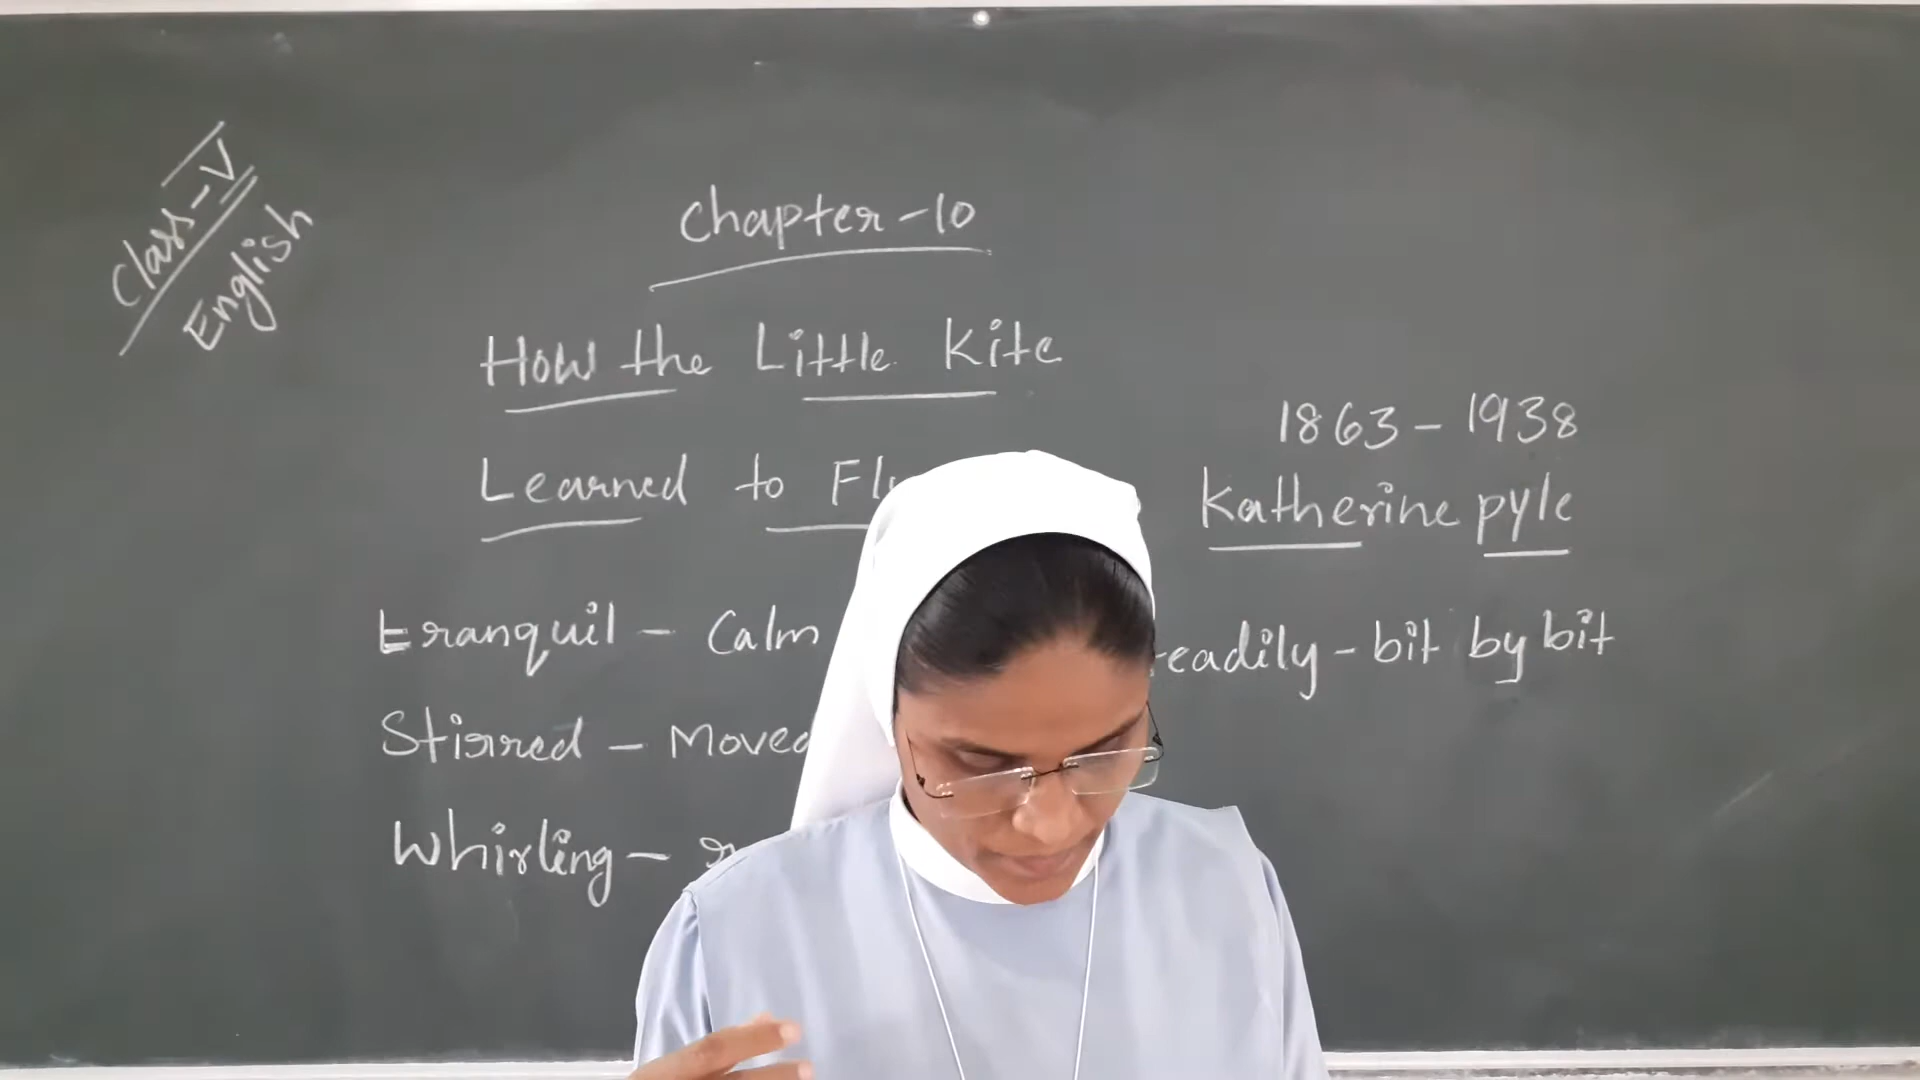 Class-V
English
Chapter-10
How the Little Kite
Learned to
1863-1938
Katherine pyle
tranquil - Calm
eadily - bit by bit
Stirred - Moved
Whirling -